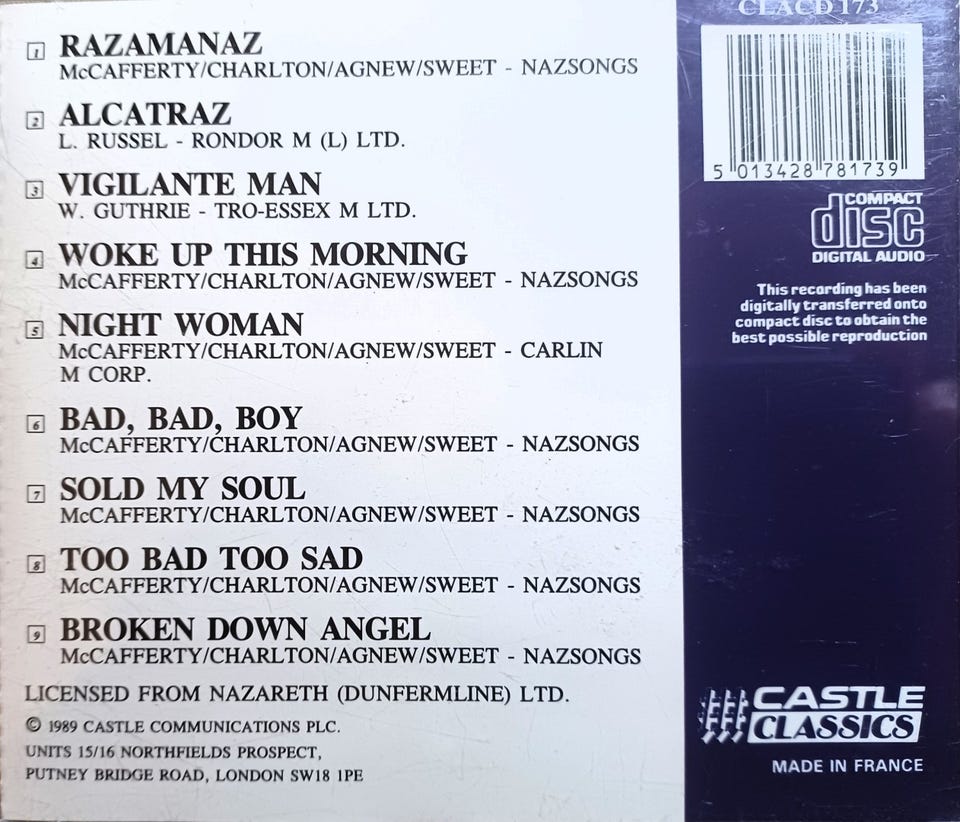 1 RAZAMANAZ
McCAFFERTY/CHARLTON/AGNEW/SWEET - NAZSONGS
2 ALCATRAZ
L. RUSSEL - RONDOR M (L) LTD.
3 VIGILANTE MAN
W. GUTHRIE - TRO-ESSEX M LTD.
4 WOKE UP THIS MORNING
McCAFFERTY/CHARLTON/AGNEW/SWEET - NAZSONGS
5 NIGHT WOMAN
McCAFFERTY/CHARLTON/AGNEW/SWEET - CARLIN
M CORP.
6 BAD, BAD, BOY
McCAFFERTY/CHARLTON/AGNEW/SWEET - NAZSONGS
7 SOLD MY SOUL
McCAFFERTY/CHARLTON/AGNEW/SWEET - NAZSONGS
8 TOO BAD TOO SAD
McCAFFERTY/CHARLTON/AGNEW/SWEET - NAZSONGS
9 BROKEN DOWN ANGEL
McCAFFERTY/CHARLTON/AGNEW/SWEET - NAZSONGS
LICENSED FROM NAZARETH (DUNFERMLINE) LTD.
© 1989 CASTLE COMMUNICATIONS PLC.
UNITS 15/16 NORTHFIELDS PROSPECT,
PUTNEY BRIDGE ROAD, LONDON SW18 1PE
CLACD 173
5 013428 781739
COMPACT
disc
DIGITAL AUDIO
This recording has been
digitally transferred onto
compact disc to obtain the
best possible reproduction
CASTLE
CLASSICS
MADE IN FRANCE